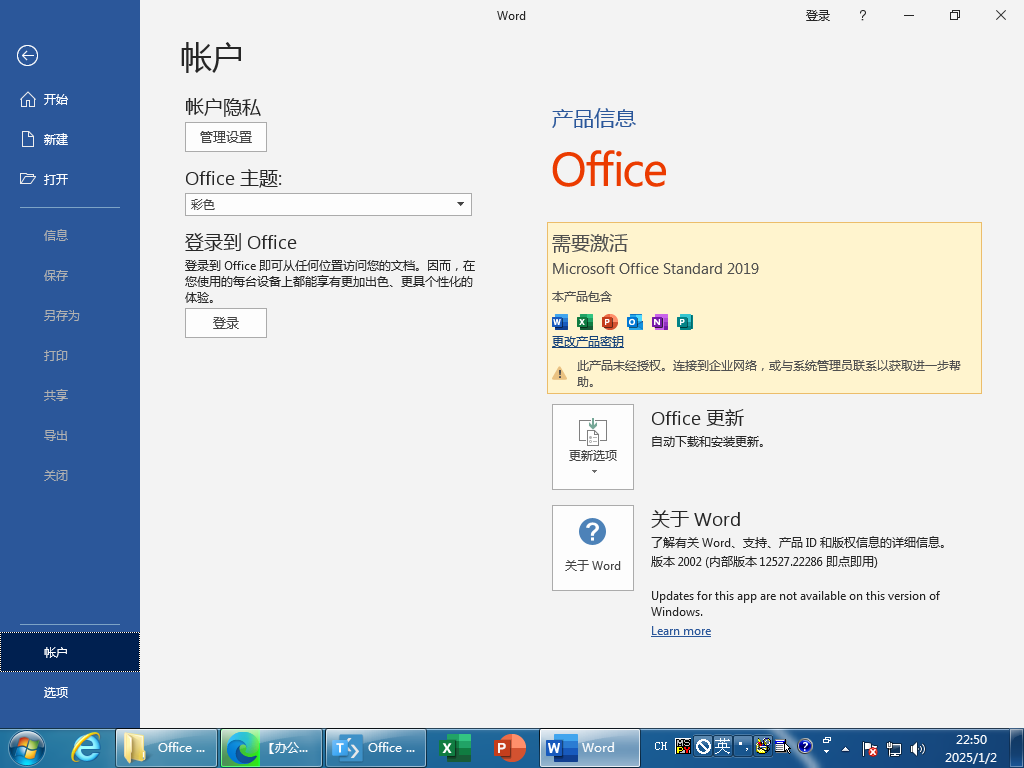 Word
登录
?
帐户
开始
新建
打开
信息
保存
另存为
打印
共享
导出
关闭
帐户
选项
帐户隐私
管理设置
Office 主题:
彩色
登录到 Office
登录到 Office 即可从任何位置访问您的文档。因而，在
您使用的每台设备上都能享有更加出色、更具个性化的
体验。
登录
产品信息
Office
需要激活
Microsoft Office Standard 2019
本产品包含
更改产品密钥
此产品未经授权。连接到企业网络，或与系统管理员联系以获取进一步帮
助。
更新选项
Office 更新
自动下载和安装更新。
关于 Word
关于 Word
了解有关 Word、支持、产品 ID 和版权信息的详细信息。
版本 2002 (内部版本 12527.22286 即点即用)
Updates for this app are not available on this version of
Windows.
Learn more
Office ...
【办公...
Office ...
Word
CH
英
22:50
2025/1/2